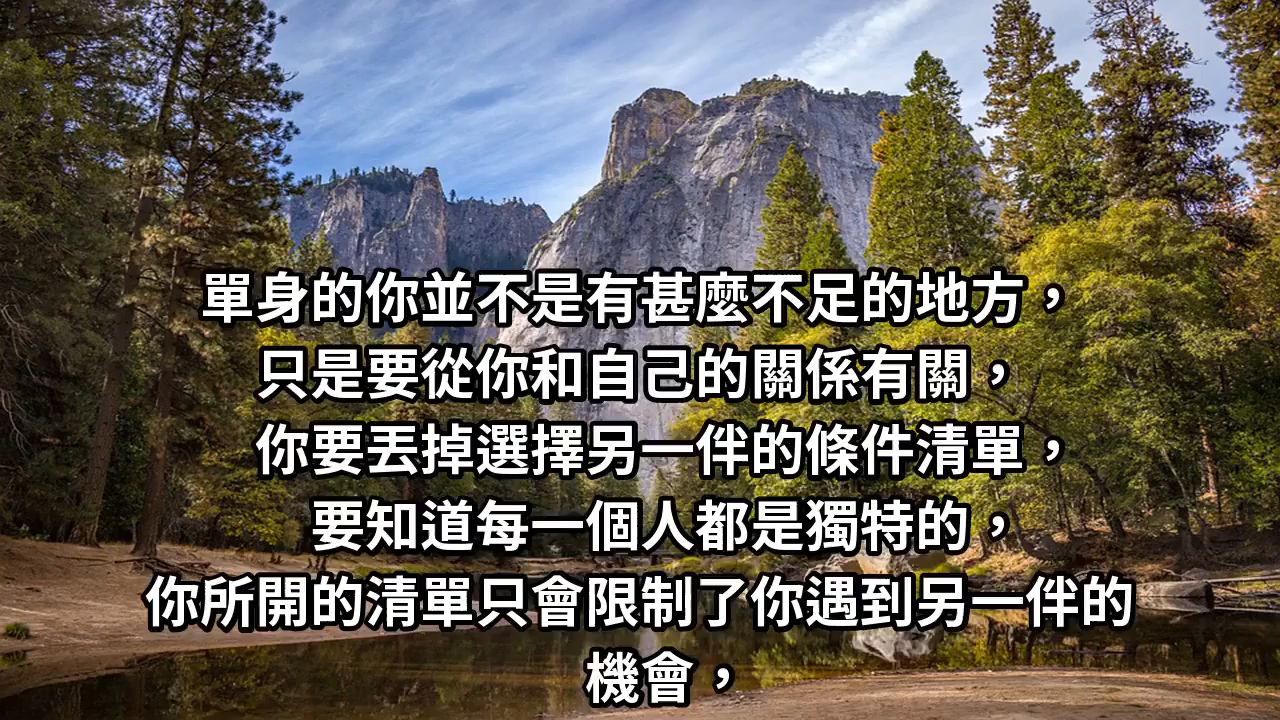 單身的你並不是有甚麼不足的地方，
只是要從你和自己的關係有關，
你要丟掉選擇另一伴的條件清單，
要知道每一個人都是獨特的，
你所開的清單只會限制了你遇到另一伴的
機會，